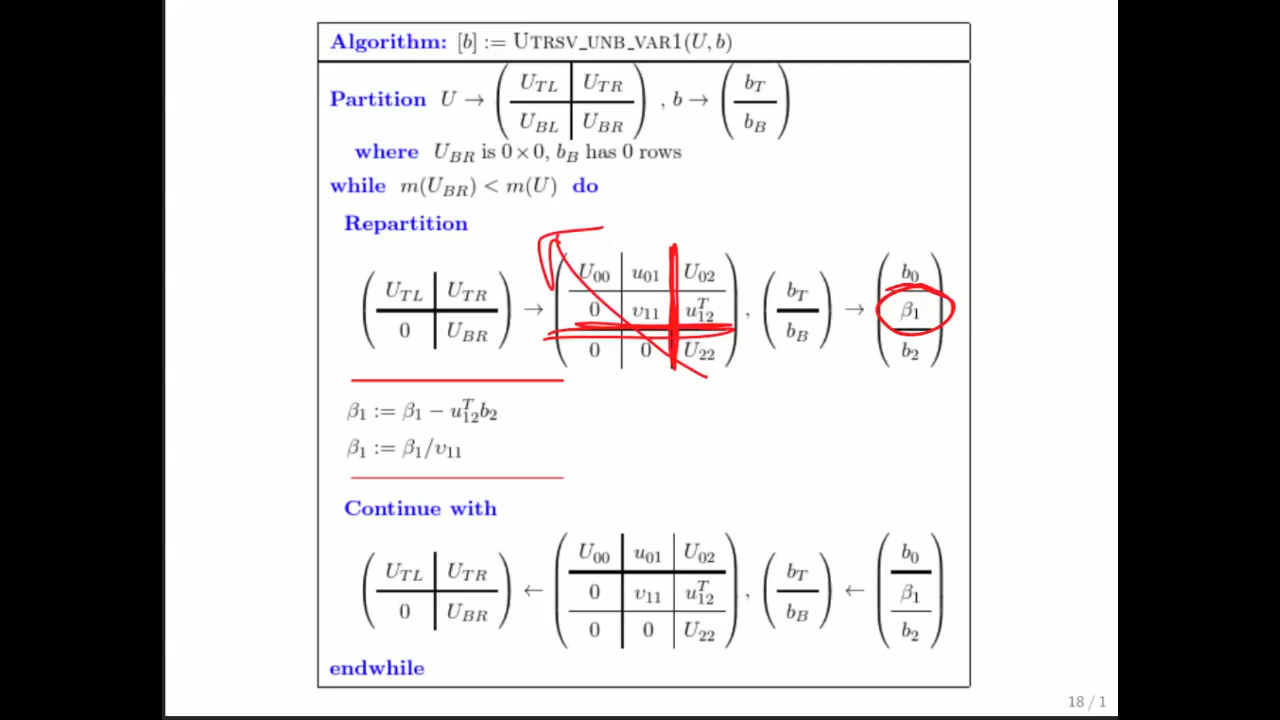 Algorithm: [b] := UTRSV_UNB_VAR1(U, b)
Partition U → ( U_TL U_TR U_BL U_BR ) , b → ( b_T b_B )
where U_BR is 0 × 0, b_B has 0 rows
while m(U_BR) < m(U) do
Repartition
( U_TL U_TR 0 U_BR ) → ( U_00 u_01 U_02 0 υ_11 u_12^T 0 0 U_22 ) , ( b_T b_B ) → ( b_0 β_1 b_2 )
β_1 := β_1 − u_12^T b_2
β_1 := β_1/υ_11
Continue with
( U_TL U_TR 0 U_BR ) ← ( U_00 u_01 U_02 0 υ_11 u_12^T 0 0 U_22 ) , ( b_T b_B ) ← ( b_0 β_1 b_2 )
endwhile
18 / 1